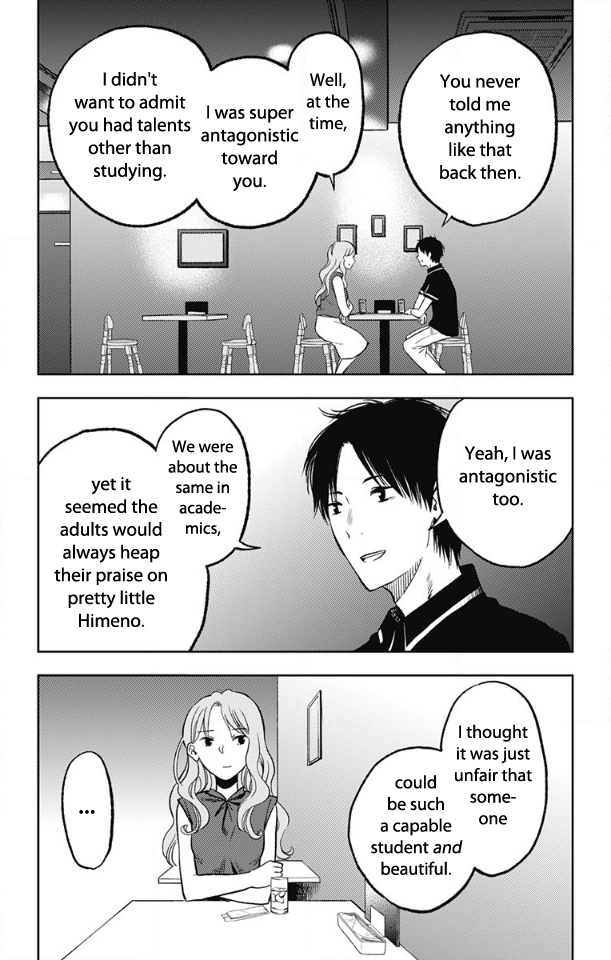 You never
told me
anything
like that
back then.
Well,
at the
time,
I was super
antagonistic
toward
you.
I didn't
want to admit
you had talents
other than
studying.
Yeah, I was
antagonistic
too.
We were
about the
same in
acade-
mics,
yet it
seemed the
adults would
always heap
their praise on
pretty little
Himeno.
I thought
it was just
unfair that
some-
one
could
be such
a capable
student and
beautiful.
...